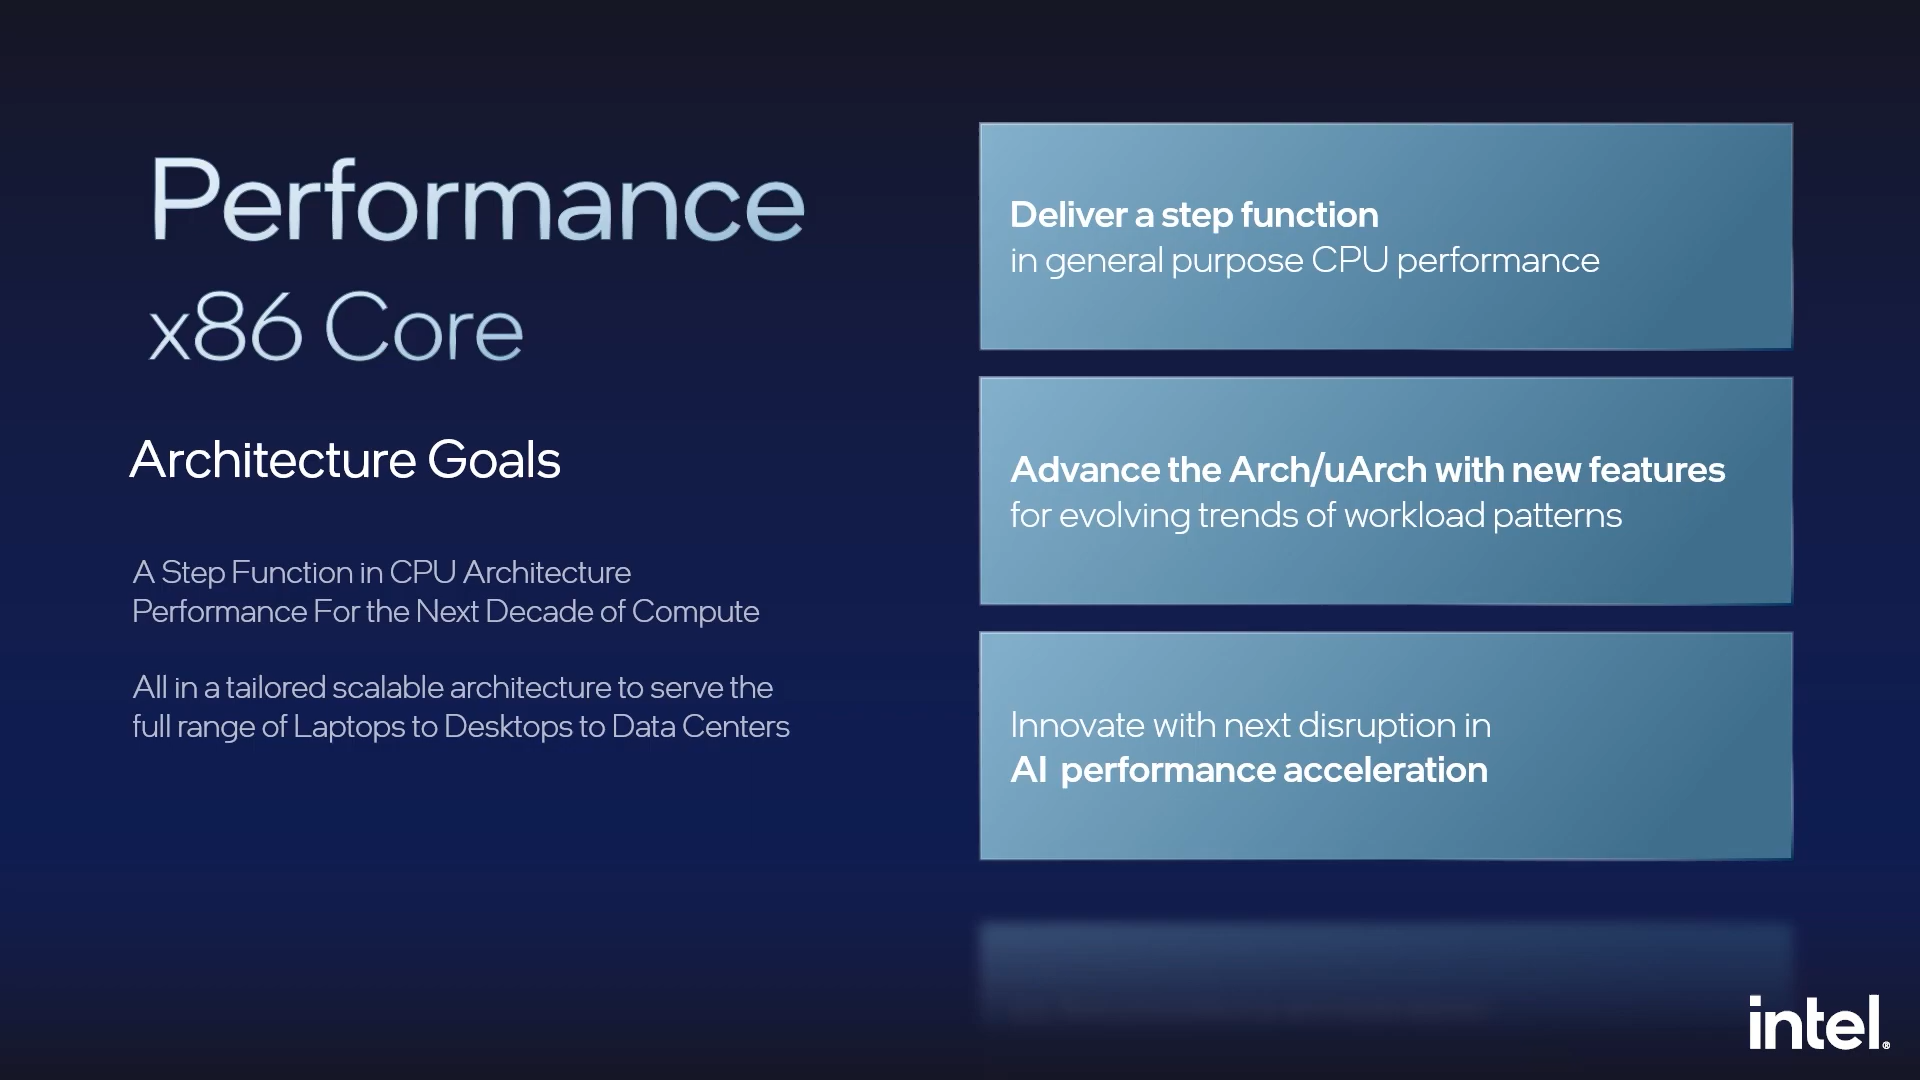 Performance
x86 Core
Architecture Goals
A Step Function in CPU Architecture
Performance For the Next Decade of Compute
All in a tailored scalable architecture to serve the
full range of Laptops to Desktops to Data Centers
Deliver a step function
in general purpose CPU performance
Advance the Arch/uArch with new features
for evolving trends of workload patterns
Innovate with next disruption in
AI performance acceleration
intel®